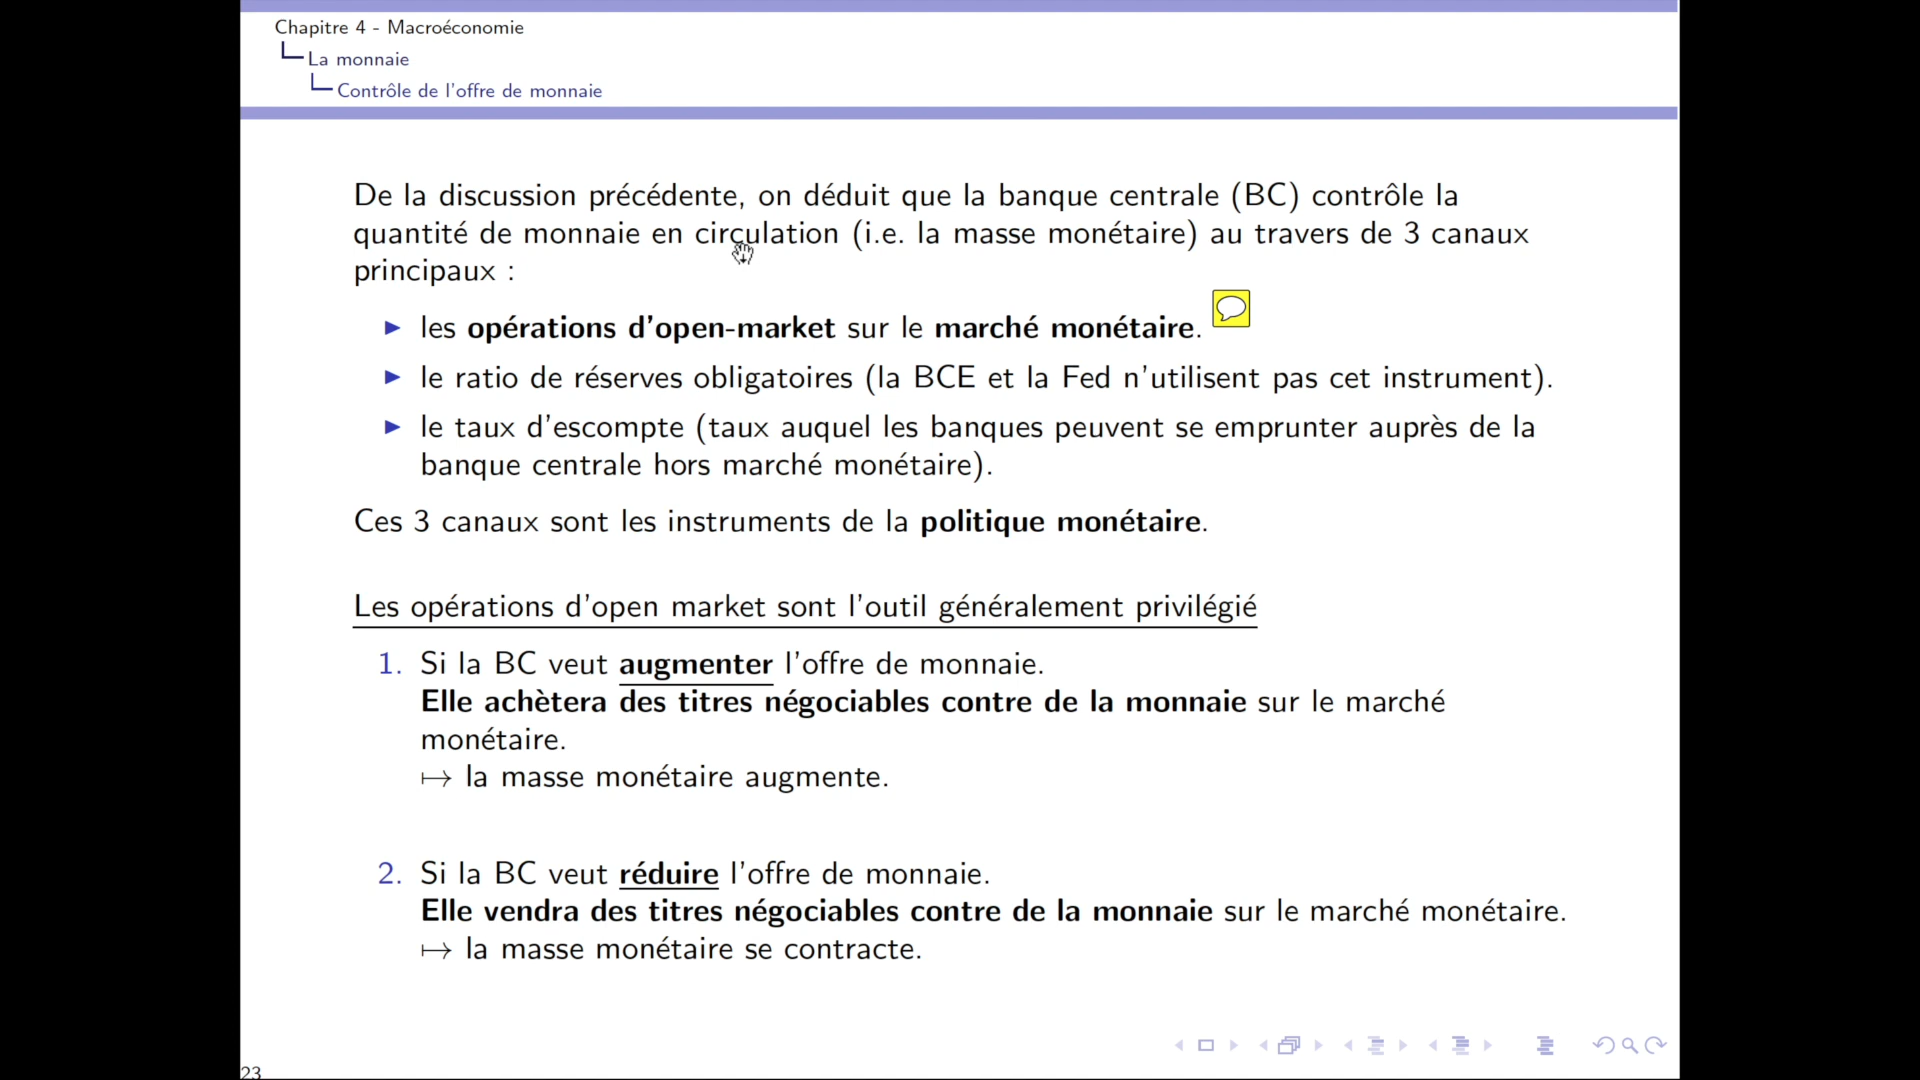 Chapitre 4 - Macroéconomie
La monnaie
Contrôle de l'offre de monnaie
De la discussion précédente, on déduit que la banque centrale (BC) contrôle la
quantité de monnaie en circulation (i.e. la masse monétaire) au travers de 3 canaux
principaux :
▶ les opérations d'open-market sur le marché monétaire.
▶ le ratio de réserves obligatoires (la BCE et la Fed n'utilisent pas cet instrument).
▶ le taux d'escompte (taux auquel les banques peuvent se emprunter auprès de la
banque centrale hors marché monétaire).
Ces 3 canaux sont les instruments de la politique monétaire.
Les opérations d'open market sont l'outil généralement privilégié
1. Si la BC veut augmenter l'offre de monnaie.
Elle achètera des titres négociables contre de la monnaie sur le marché
monétaire.
↦ la masse monétaire augmente.
2. Si la BC veut réduire l'offre de monnaie.
Elle vendra des titres négociables contre de la monnaie sur le marché monétaire.
↦ la masse monétaire se contracte.
23